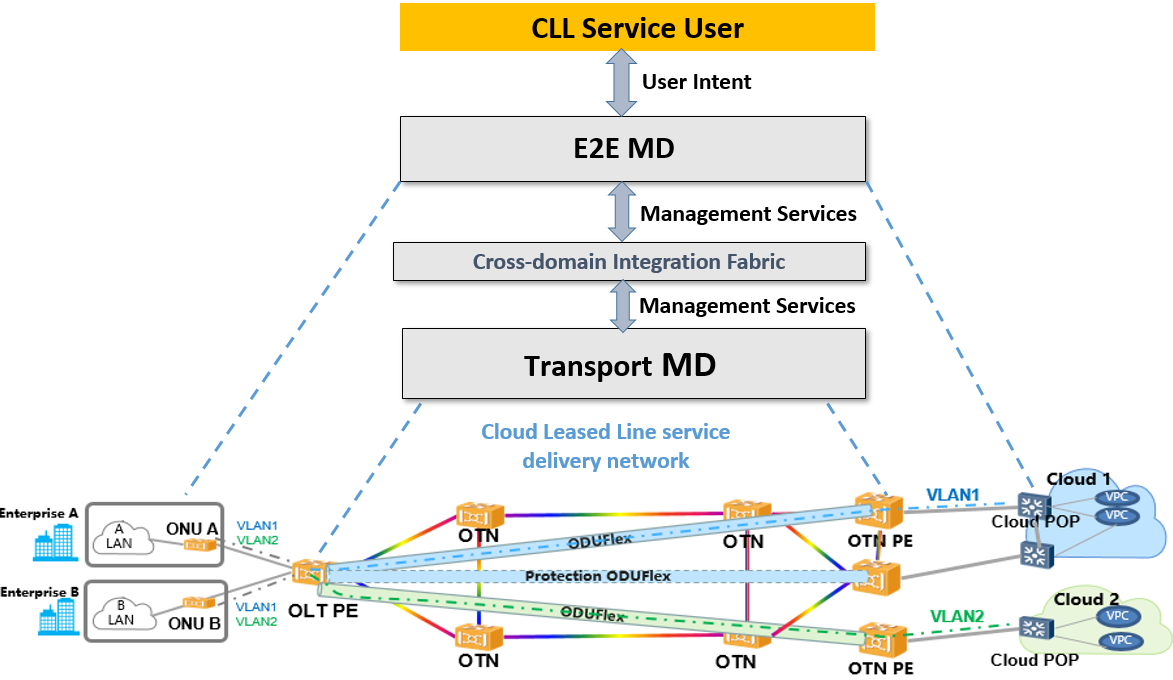 CLL Service User
User Intent
E2E MD
Management Services
Cross-domain Integration Fabric
Management Services
Transport MD
Cloud Leased Line service
delivery network
Enterprise A
A
LAN
ONU A
VLAN1
VLAN2
Enterprise B
B
LAN
ONU B
VLAN1
VLAN2
OLT PE
OTN
OTN
ODUFlex
OTN PE
Protection ODUFlex
ODUFlex
OTN
OTN
OTN PE
VLAN1
Cloud 1
VPC
VPC
Cloud POP
VLAN2
Cloud 2
VPC
VPC
Cloud POP